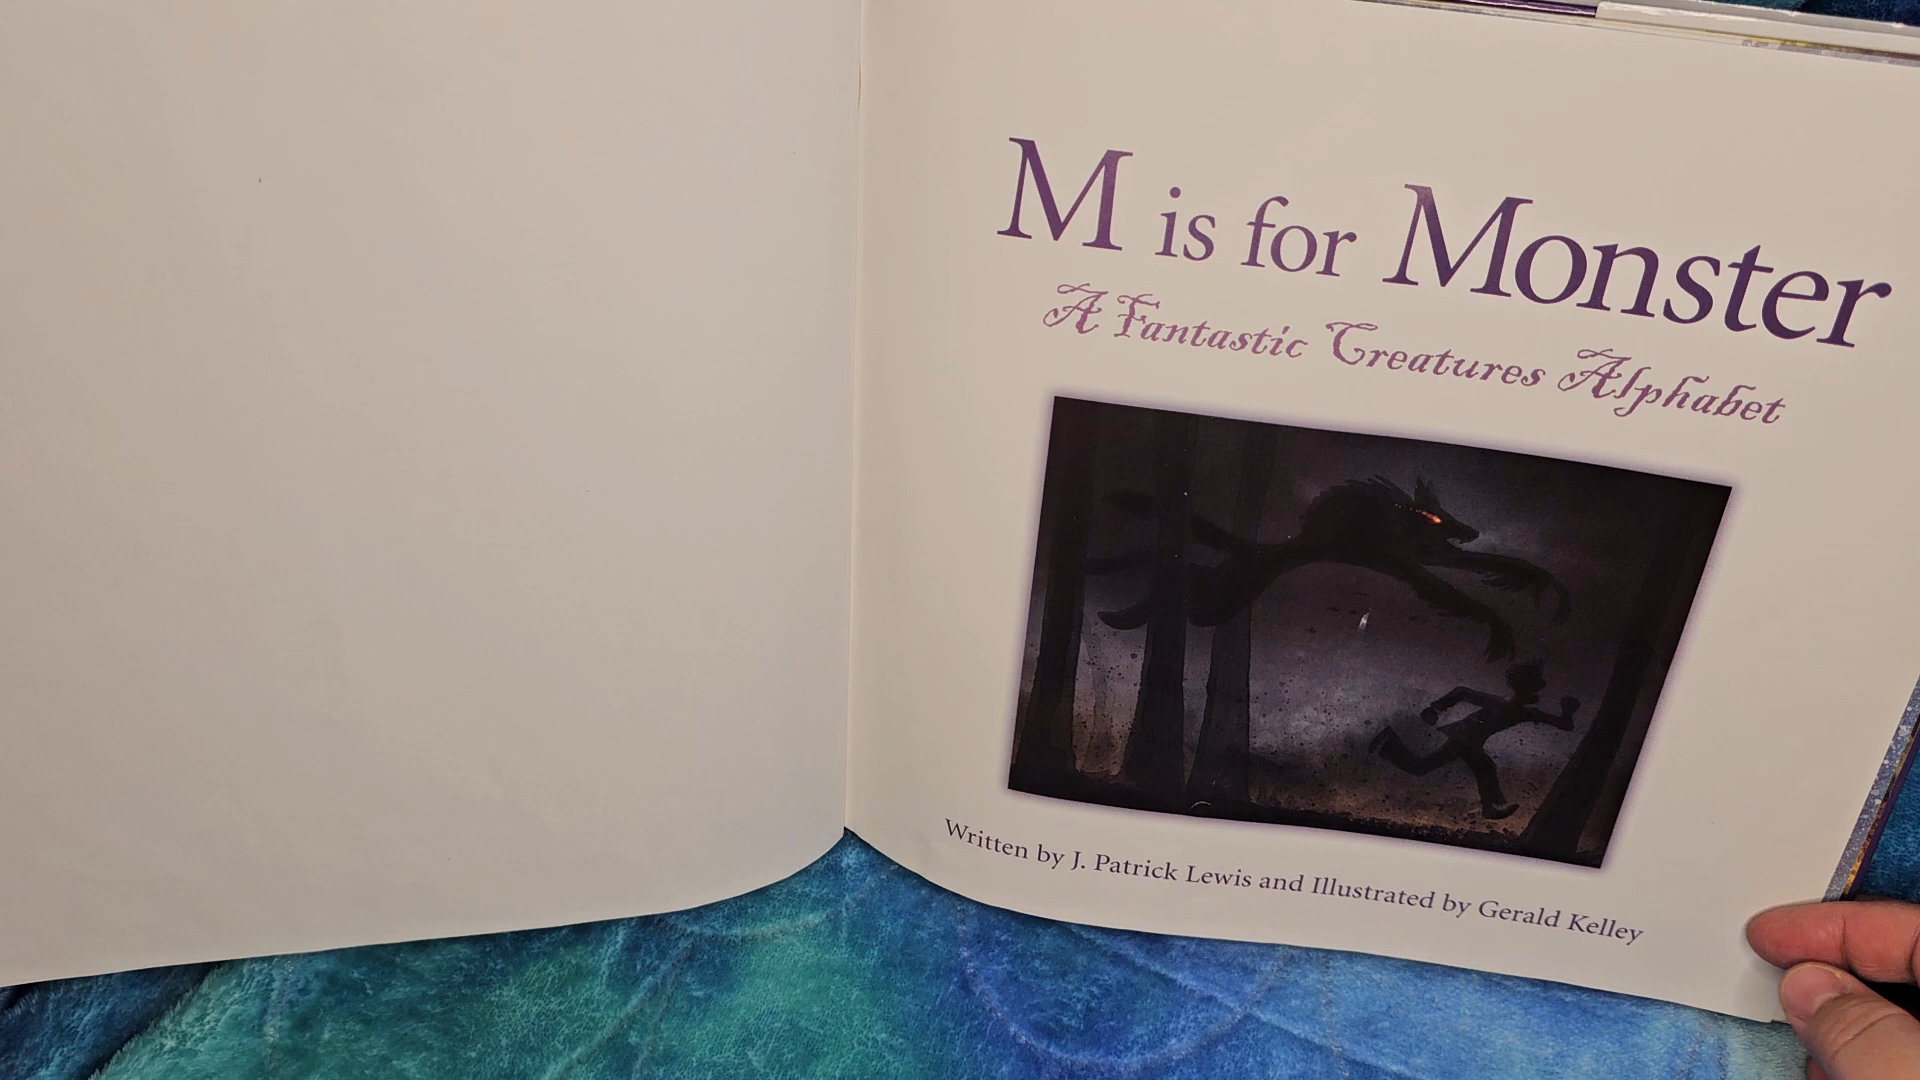 M is for Monster
A Fantastic Creatures Alphabet
Written by J. Patrick Lewis and Illustrated by Gerald Kelley